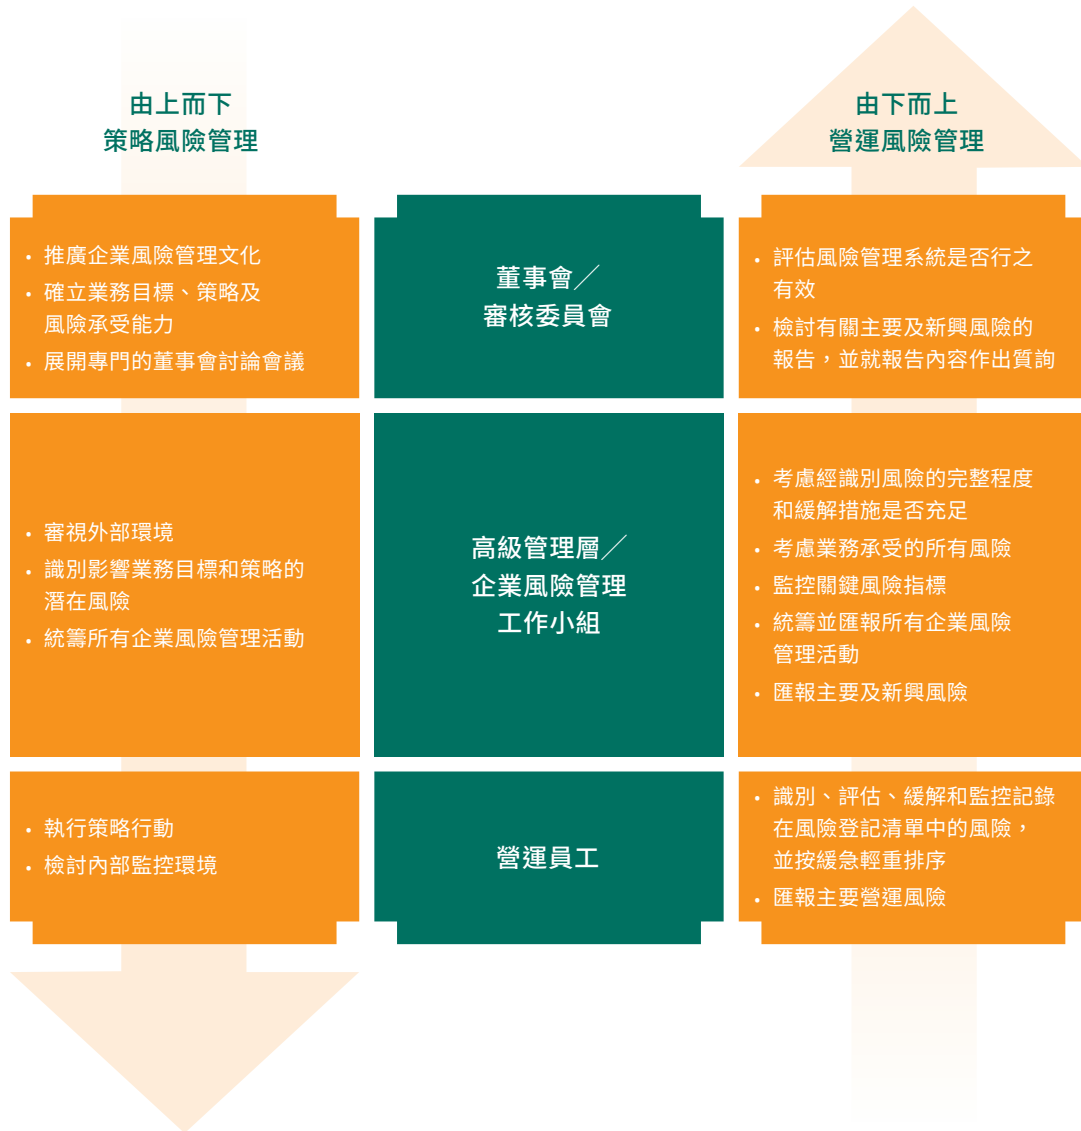 由上而下
策略風險管理
由下而上
營運風險管理
• 推廣企業風險管理文化
• 確立業務目標、策略及
風險承受能力
• 展開專門的董事會討論會議
董事會／
審核委員會
• 評估風險管理系統是否行之
有效
• 檢討有關主要及新興風險的
報告，並就報告內容作出質詢
• 審視外部環境
• 識別影響業務目標和策略的
潛在風險
• 統籌所有企業風險管理活動
高級管理層／
企業風險管理
工作小組
• 考慮經識別風險的完整程度
和緩解措施是否充足
• 考慮業務承受的所有風險
• 監控關鍵風險指標
• 統籌並匯報所有企業風險
管理活動
• 匯報主要及新興風險
• 執行策略行動
• 檢討內部監控環境
營運員工
• 識別、評估、緩解和監控記錄
在風險登記清單中的風險，
並按緩急輕重排序
• 匯報主要營運風險